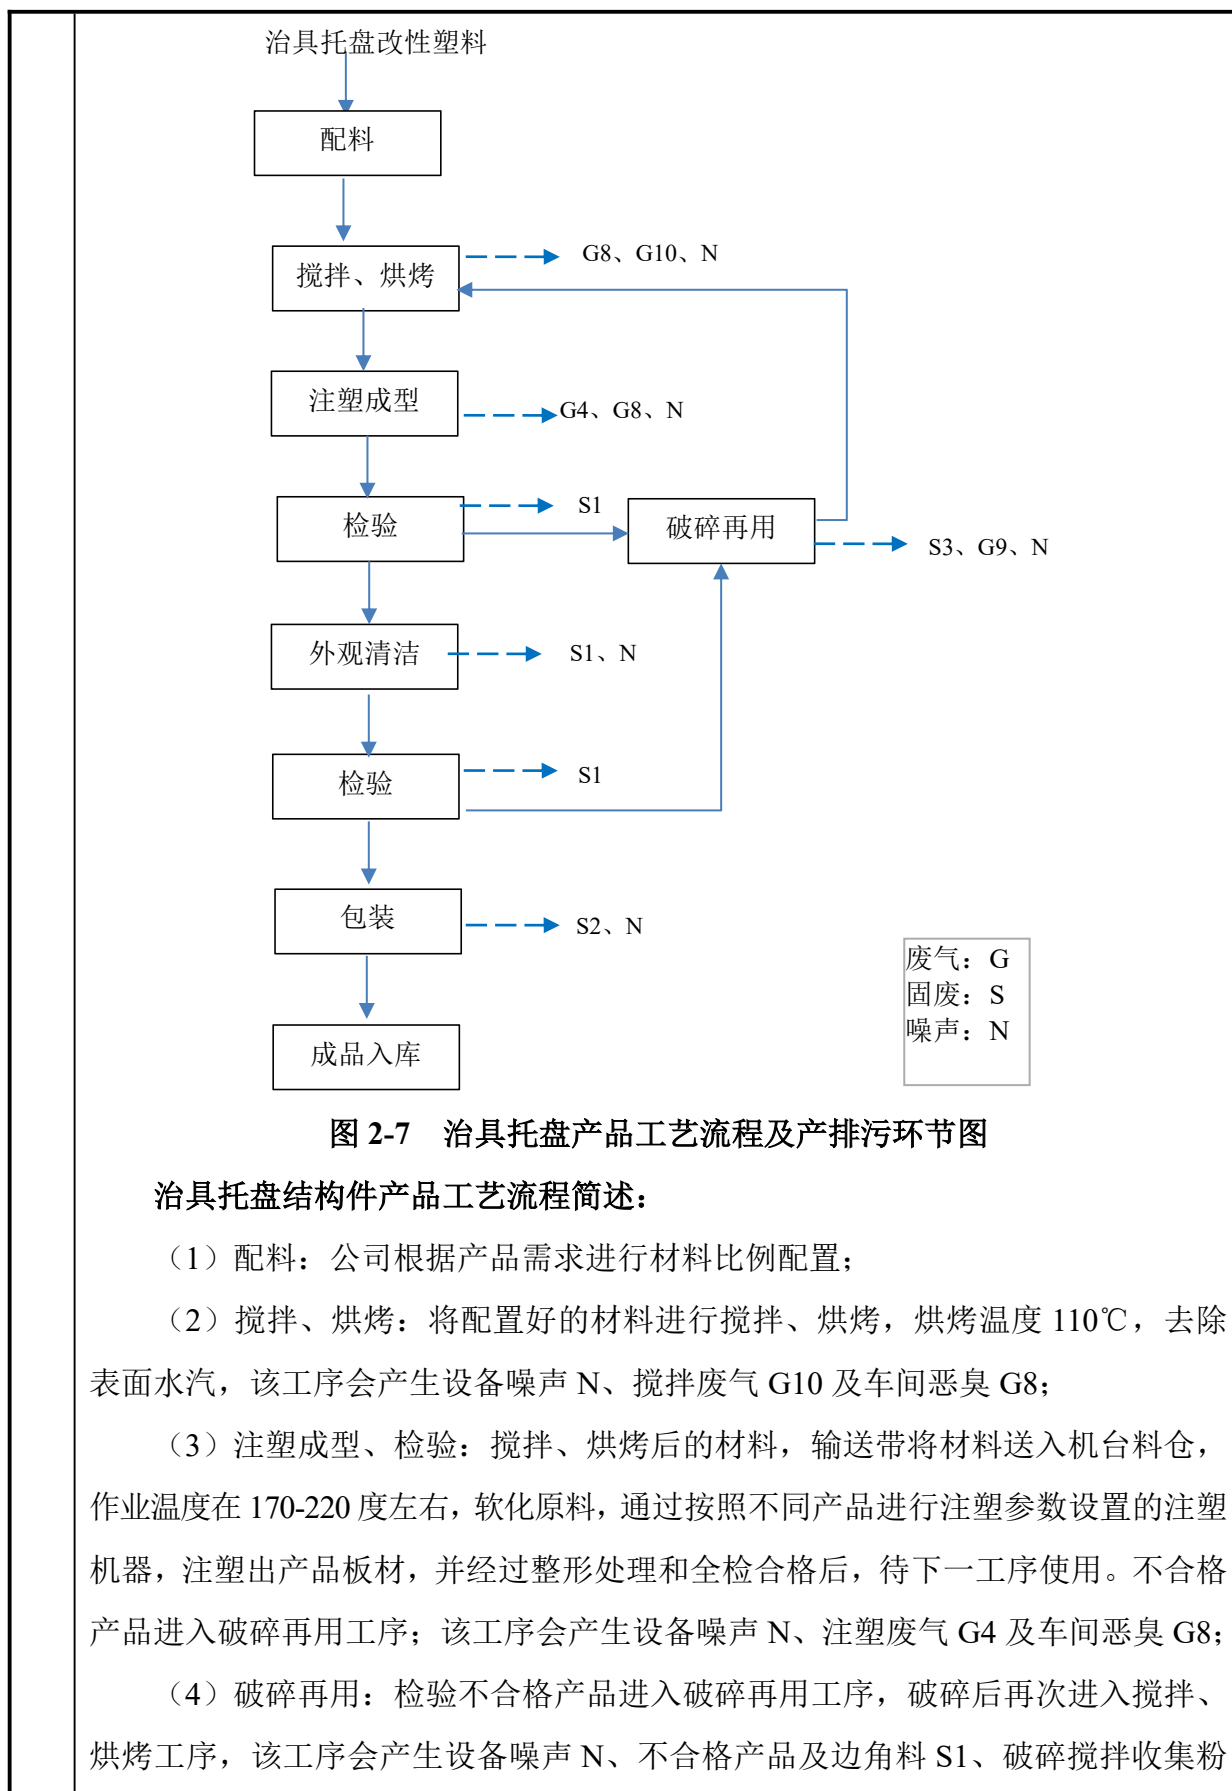 治具托盘改性塑料
配料
搅拌、烘烤
G8、G10、N
注塑成型
G4、G8、N
检验
S1
破碎再用
S3、G9、N
外观清洁
S1、N
检验
S1
包装
S2、N
废气：G
固废：S
噪声：N
成品入库
图 2-7 治具托盘产品工艺流程及产排污环节图
治具托盘结构件产品工艺流程简述：
（1）配料：公司根据产品需求进行材料比例配置；
（2）搅拌、烘烤：将配置好的材料进行搅拌、烘烤，烘烤温度 110℃，去除
表面水汽，该工序会产生设备噪声 N、搅拌废气 G10 及车间恶臭 G8；
（3）注塑成型、检验：搅拌、烘烤后的材料，输送带将材料送入机台料仓，
作业温度在 170-220 度左右，软化原料，通过按照不同产品进行注塑参数设置的注塑
机器，注塑出产品板材，并经过整形处理和全检合格后，待下一工序使用。不合格
产品进入破碎再用工序；该工序会产生设备噪声 N、注塑废气 G4 及车间恶臭 G8；
（4）破碎再用：检验不合格产品进入破碎再用工序，破碎后再次进入搅拌、
烘烤工序，该工序会产生设备噪声 N、不合格产品及边角料 S1、破碎搅拌收集粉